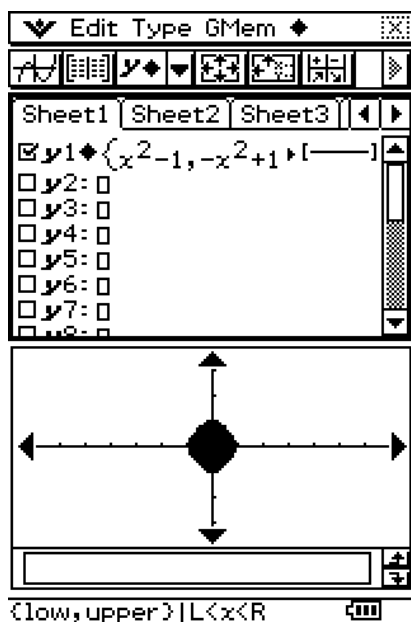 Edit Type GMem ◆
Sheet1 Sheet2 Sheet3
y1◆{x²-1,-x²+1▸[——]
y2:▯
y3:▯
y4:▯
y5:▯
y6:▯
y7:▯
{low,upper}|L<x<R